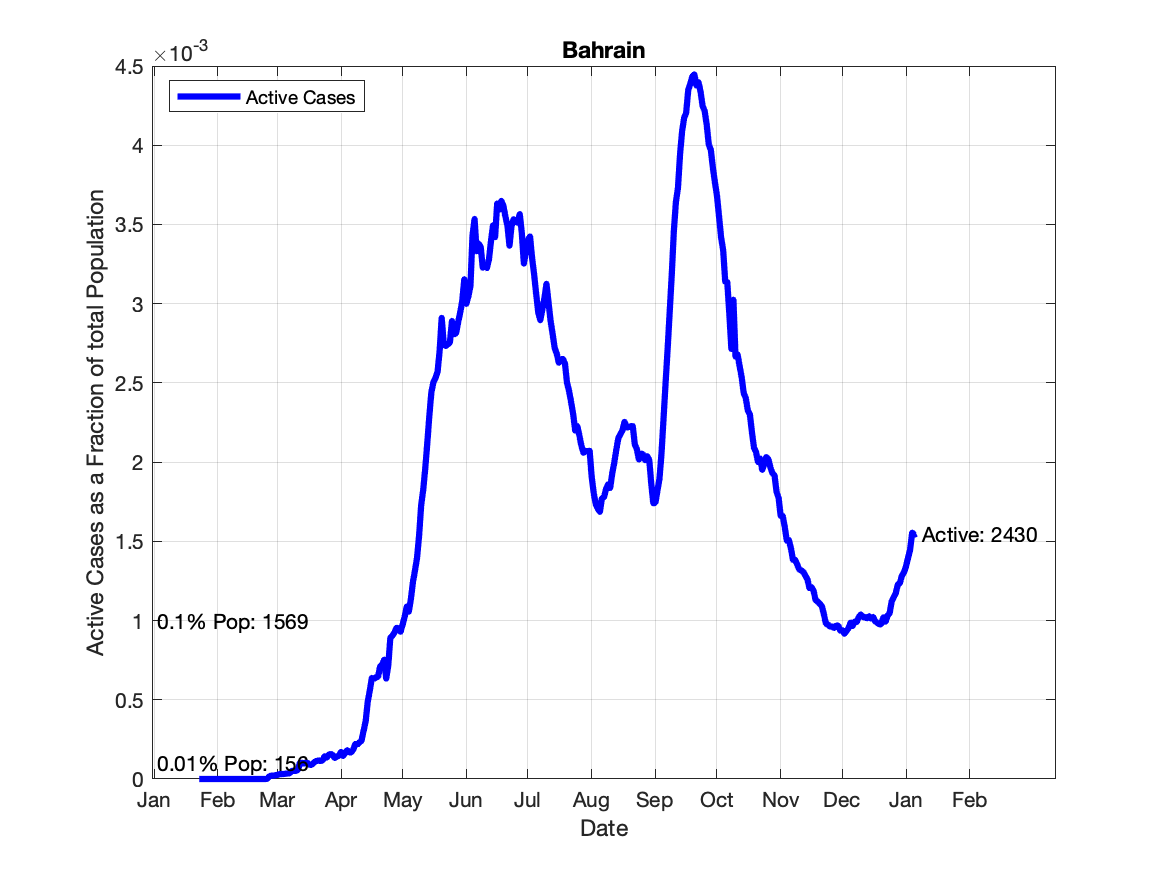 Bahrain
×10-3
4.5
4
3.5
3
2.5
2
1.5
1
0.5
0
Active Cases as a Fraction of total Population
Active Cases
Active: 2430
0.1% Pop: 1569
0.01% Pop: 156
Jan Feb Mar Apr May Jun Jul Aug Sep Oct Nov Dec Jan Feb
Date